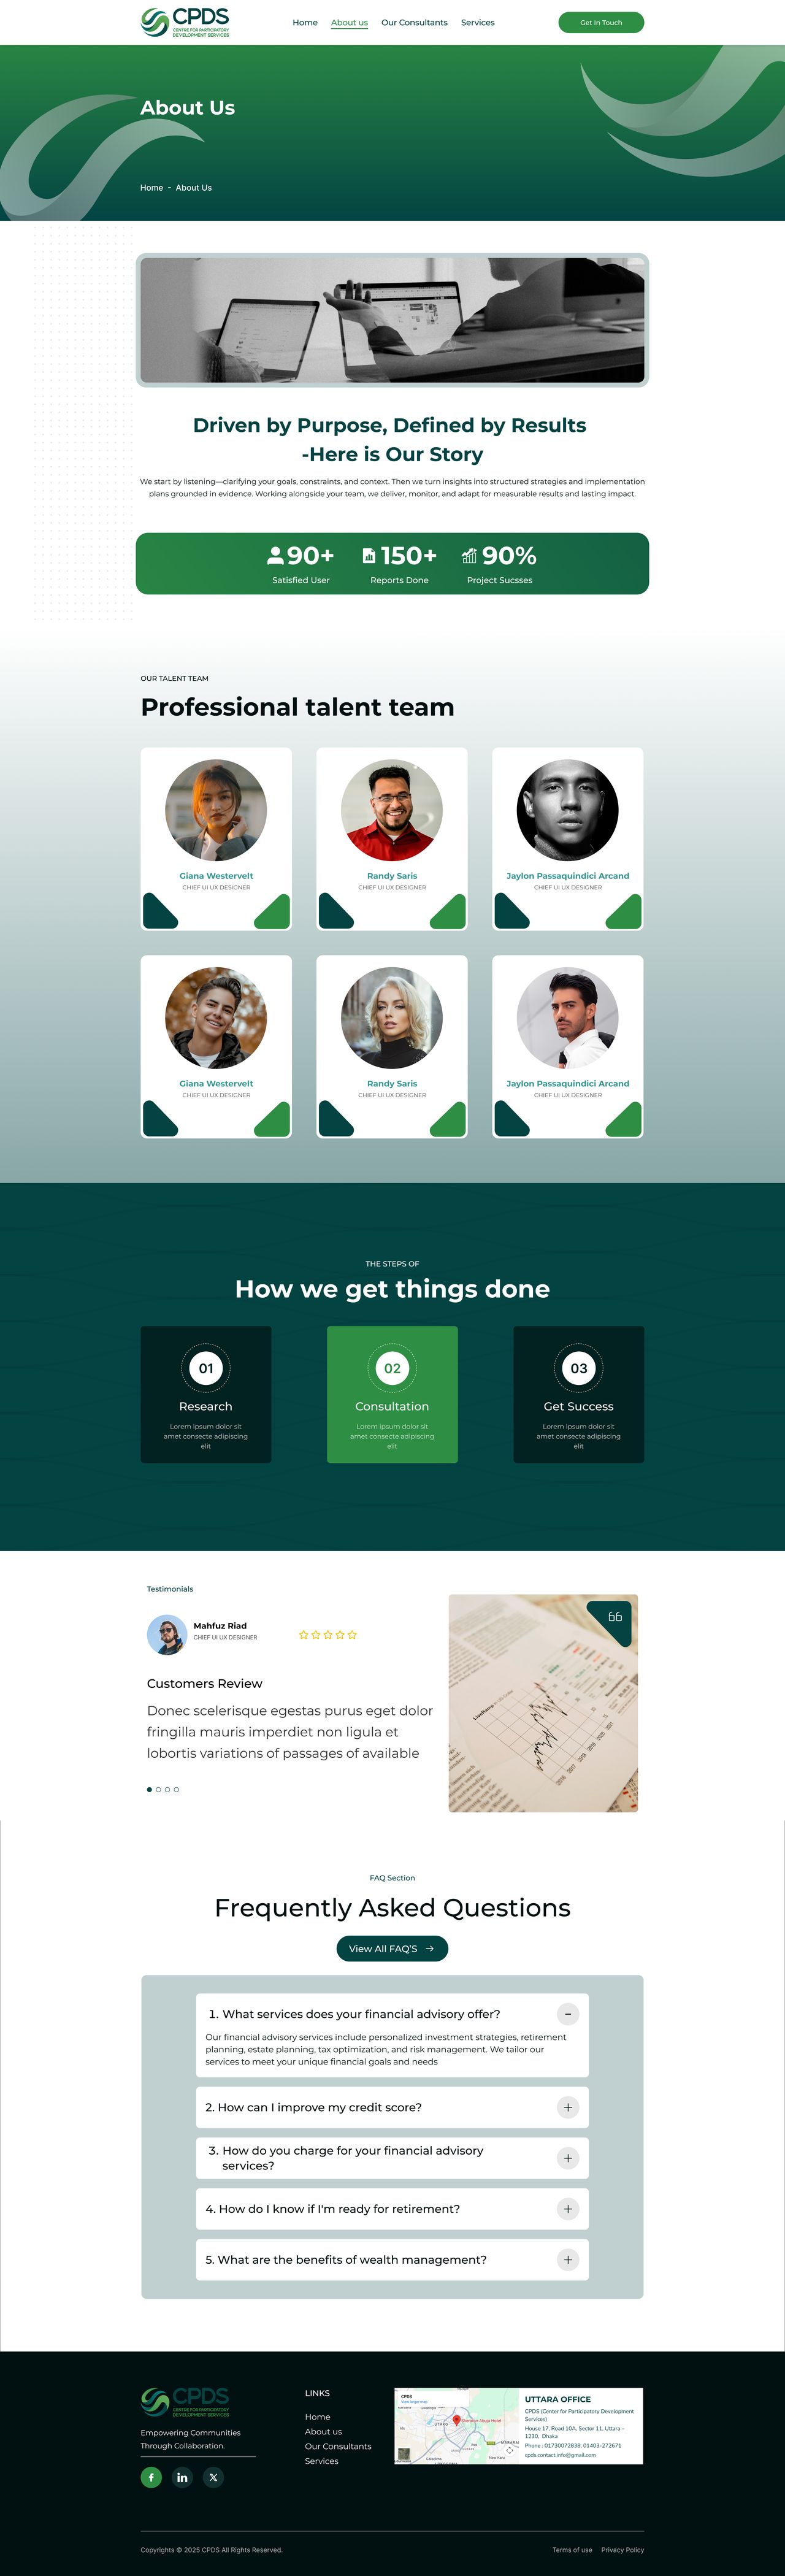 CPDS
CENTRE FOR PARTICIPATORY
DEVELOPMENT SERVICES
Home
About us
Our Consultants
Services
Get In Touch
About Us
Home - About Us
Driven by Purpose, Defined by Results
-Here is Our Story
We start by listening—clarifying your goals, constraints, and context. Then we turn insights into structured strategies and implementation
plans grounded in evidence. Working alongside your team, we deliver, monitor, and adapt for measurable results and lasting impact.
90+
Satisfied User
150+
Reports Done
90%
Project Sucsses
OUR TALENT TEAM
Professional talent team
Giana Westervelt
CHIEF UI UX DESIGNER
Randy Saris
CHIEF UI UX DESIGNER
Jaylon Passaquindici Arcand
CHIEF UI UX DESIGNER
Giana Westervelt
CHIEF UI UX DESIGNER
Randy Saris
CHIEF UI UX DESIGNER
Jaylon Passaquindici Arcand
CHIEF UI UX DESIGNER
THE STEPS OF
How we get things done
01
Research
Lorem ipsum dolor sit
amet consecte adipiscing
elit
02
Consultation
Lorem ipsum dolor sit
amet consecte adipiscing
elit
03
Get Success
Lorem ipsum dolor sit
amet consecte adipiscing
elit
Testimonials
Mahfuz Riad
CHIEF UI UX DESIGNER
Customers Review
Donec scelerisque egestas purus eget dolor
fringilla mauris imperdiet non ligula et
lobortis variations of passages of available
2016
2017
2018
2019
2020
2021
FAQ Section
Frequently Asked Questions
View All FAQ'S
1. What services does your financial advisory offer?
Our financial advisory services include personalized investment strategies, retirement
planning, estate planning, tax optimization, and risk management. We tailor our
services to meet your unique financial goals and needs
2. How can I improve my credit score?
3. How do you charge for your financial advisory
services?
4. How do I know if I'm ready for retirement?
5. What are the benefits of wealth management?
CPDS
CENTRE FOR PARTICIPATORY
DEVELOPMENT SERVICES
Empowering Communities
Through Collaboration.
LINKS
Home
About us
Our Consultants
Services
CPDS
View larger map
UTAKO
Sheraton Abuja Hotel
UTTARA OFFICE
CPDS (Center for Participatory Development
Services)
House 17, Road 10A, Sector 11, Uttara -
1230, Dhaka
Phone : 01730072838, 01403-272671
cpds.contact.info@gmail.com
Copyrights © 2025 CPDS All Rights Reserved.
Terms of use
Privacy Policy